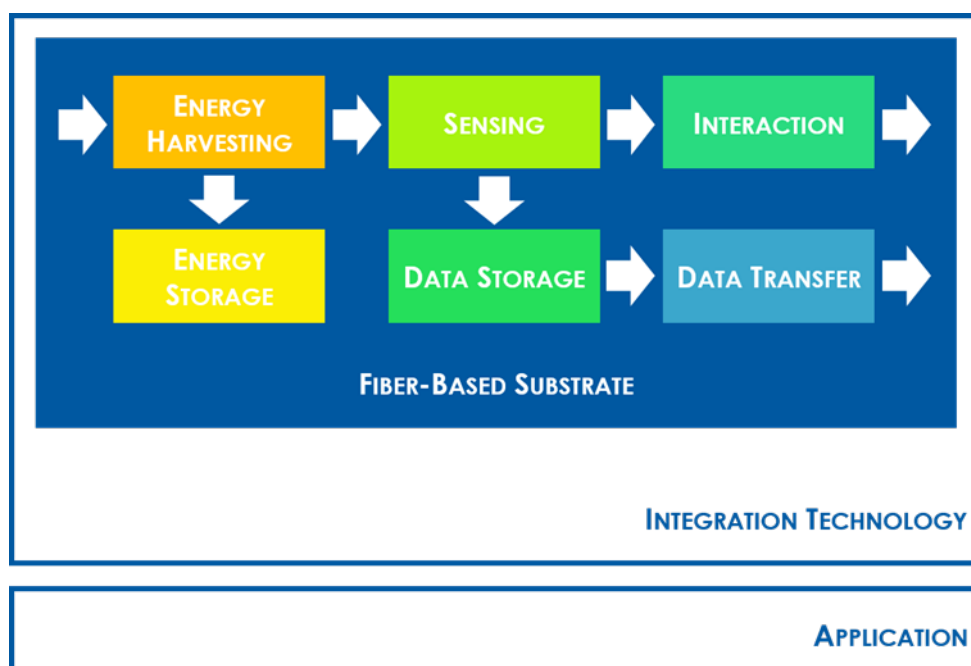 ENERGY
HARVESTING
SENSING
INTERACTION
ENERGY
STORAGE
DATA STORAGE
DATA TRANSFER
FIBER-BASED SUBSTRATE
INTEGRATION TECHNOLOGY
APPLICATION